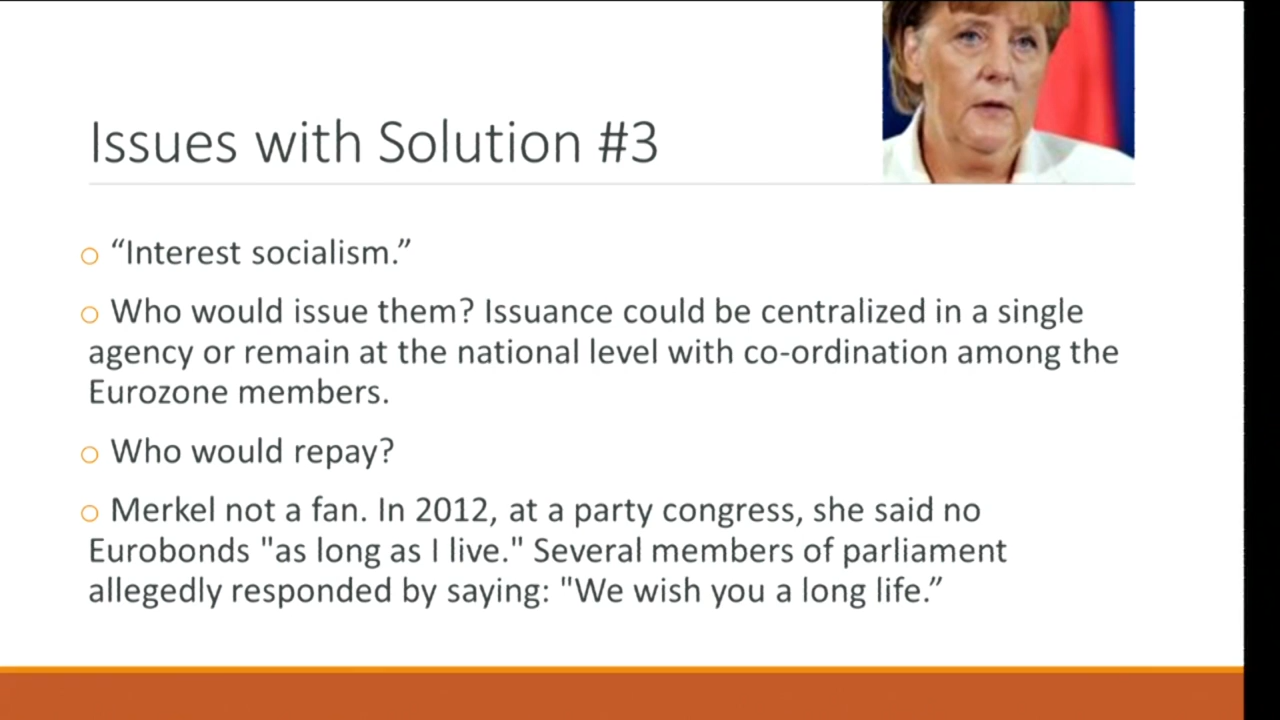 Issues with Solution #3
“Interest socialism.”
Who would issue them? Issuance could be centralized in a single
agency or remain at the national level with co-ordination among the
Eurozone members.
Who would repay?
Merkel not a fan. In 2012, at a party congress, she said no
Eurobonds "as long as I live." Several members of parliament
allegedly responded by saying: "We wish you a long life.”